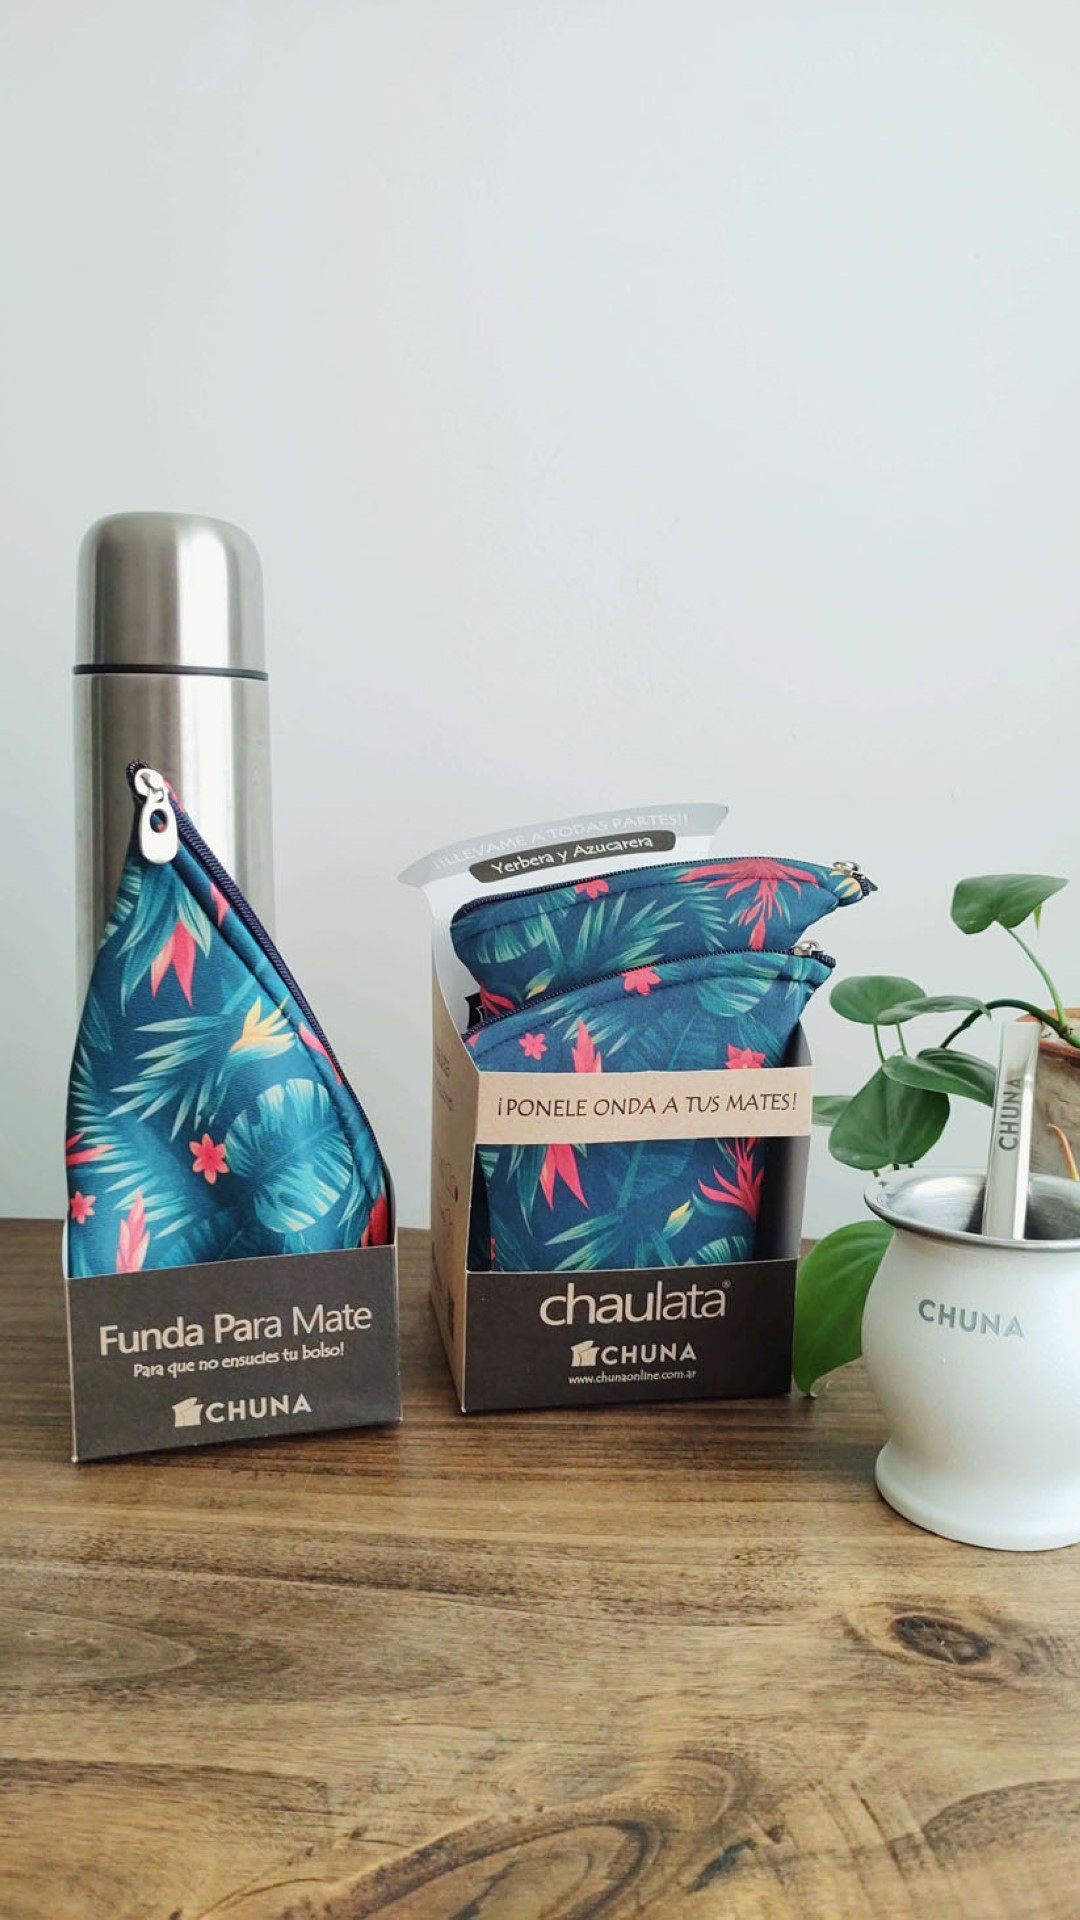 Funda Para Mate
Para que no ensucies tu bolso!
CHUNA
¡¡LLEVAME A TODAS PARTES!!
Yerbera y Azucarera
¡PONELE ONDA A TUS MATES!
chaulata®
CHUNA
www.chunaonline.com.ar
CHUNA
CHUNA